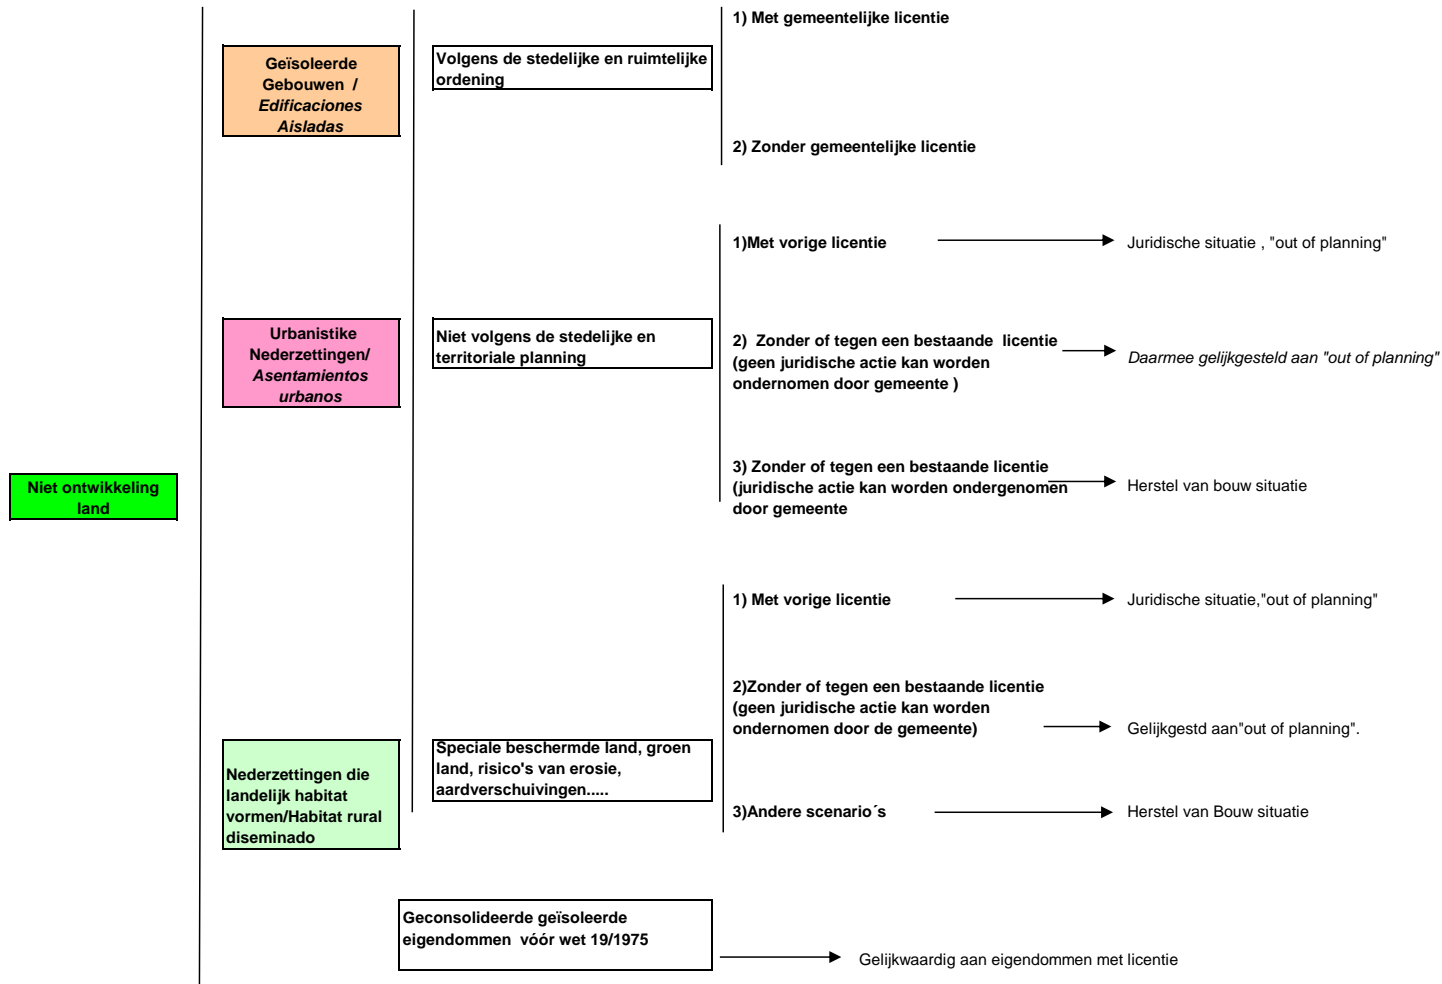 1) Met gemeentelijke licentie
Geïsoleerde
Gebouwen /
Edificaciones
Aisladas
Volgens de stedelijke en ruimtelijke
ordening
2) Zonder gemeentelijke licentie
1)Met vorige licentie
Juridische situatie , "out of planning"
Urbanistike
Nederzettingen/
Asentamientos
urbanos
Niet volgens de stedelijke en
territoriale planning
2) Zonder of tegen een bestaande licentie
(geen juridische actie kan worden
ondernomen door gemeente )
Daarmee gelijkgesteld aan "out of planning"
3) Zonder of tegen een bestaande licentie
(juridische actie kan worden ondergenomen
door gemeente
Herstel van bouw situatie
Niet ontwikkeling
land
1) Met vorige licentie
Juridische situatie,"out of planning"
2)Zonder of tegen een bestaande licentie
(geen juridische actie kan worden
ondernomen door de gemeente)
Gelijkgestd aan"out of planning".
Nederzettingen die
landelijk habitat
vormen/Habitat rural
diseminado
Speciale beschermde land, groen
land, risico's van erosie,
aardverschuivingen.....
3)Andere scenario´s
Herstel van Bouw situatie
Geconsolideerde geïsoleerde
eigendommen vóór wet 19/1975
Gelijkwaardig aan eigendommen met licentie